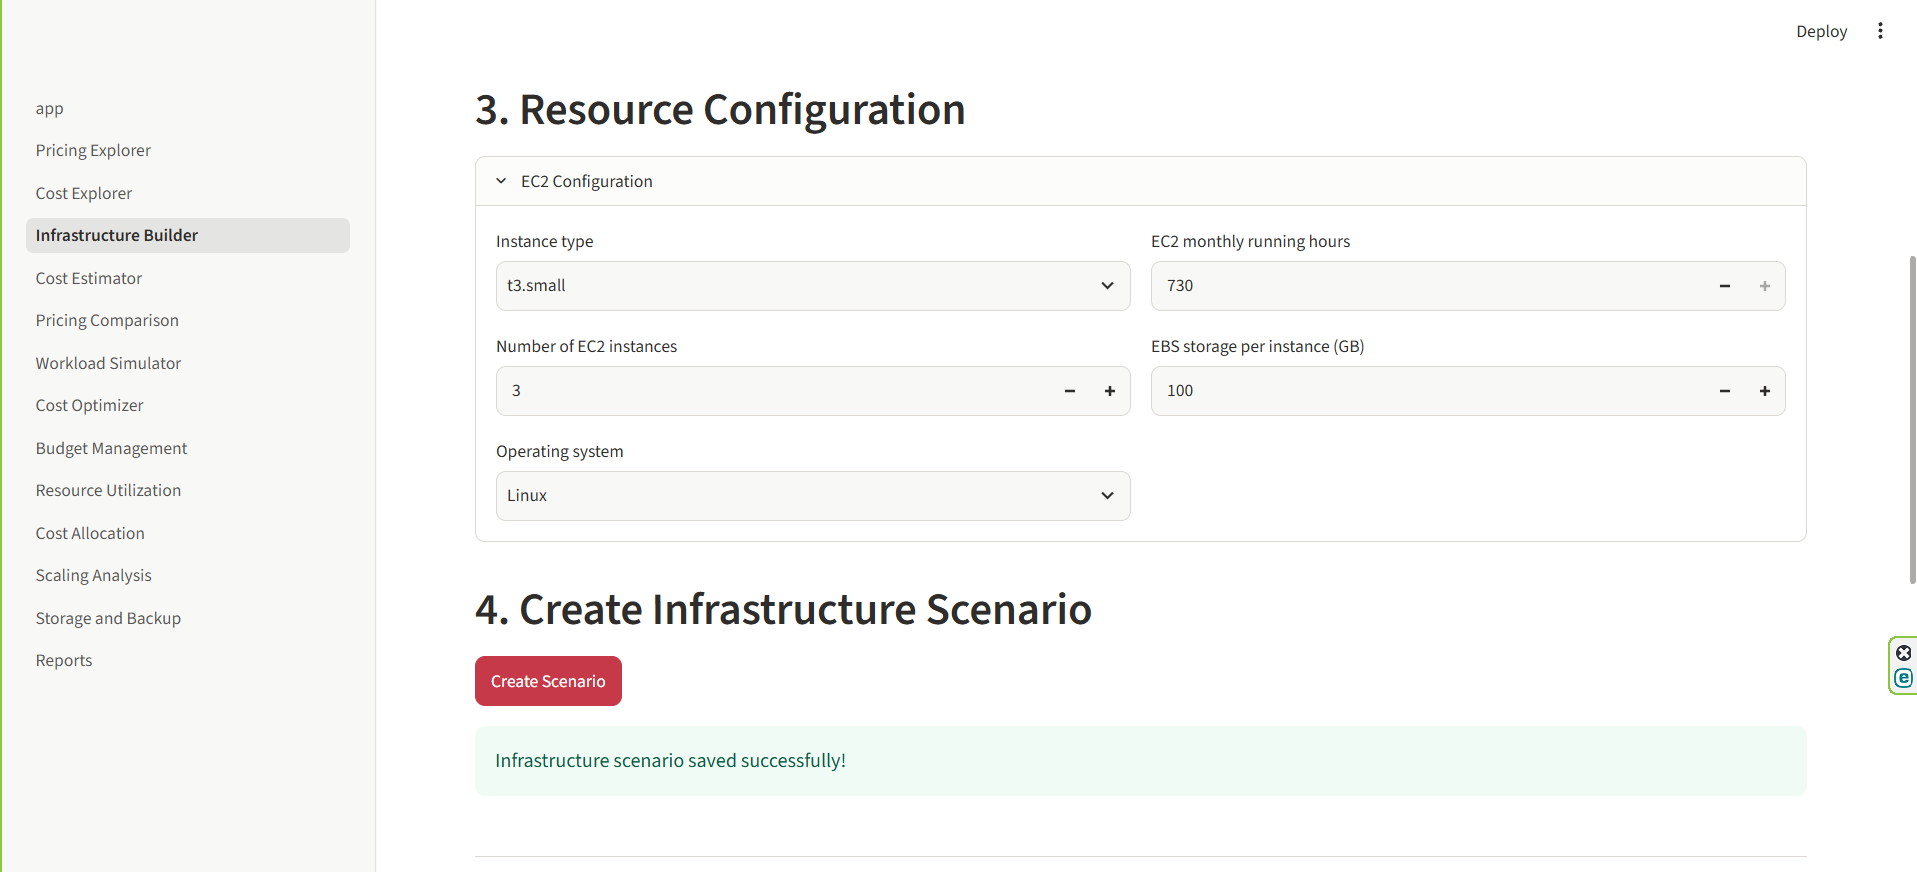 Deploy
app
Pricing Explorer
Cost Explorer
Infrastructure Builder
Cost Estimator
Pricing Comparison
Workload Simulator
Cost Optimizer
Budget Management
Resource Utilization
Cost Allocation
Scaling Analysis
Storage and Backup
Reports
3. Resource Configuration
EC2 Configuration
Instance type
EC2 monthly running hours
t3.small
730
Number of EC2 instances
EBS storage per instance (GB)
3
100
Operating system
Linux
4. Create Infrastructure Scenario
Create Scenario
Infrastructure scenario saved successfully!